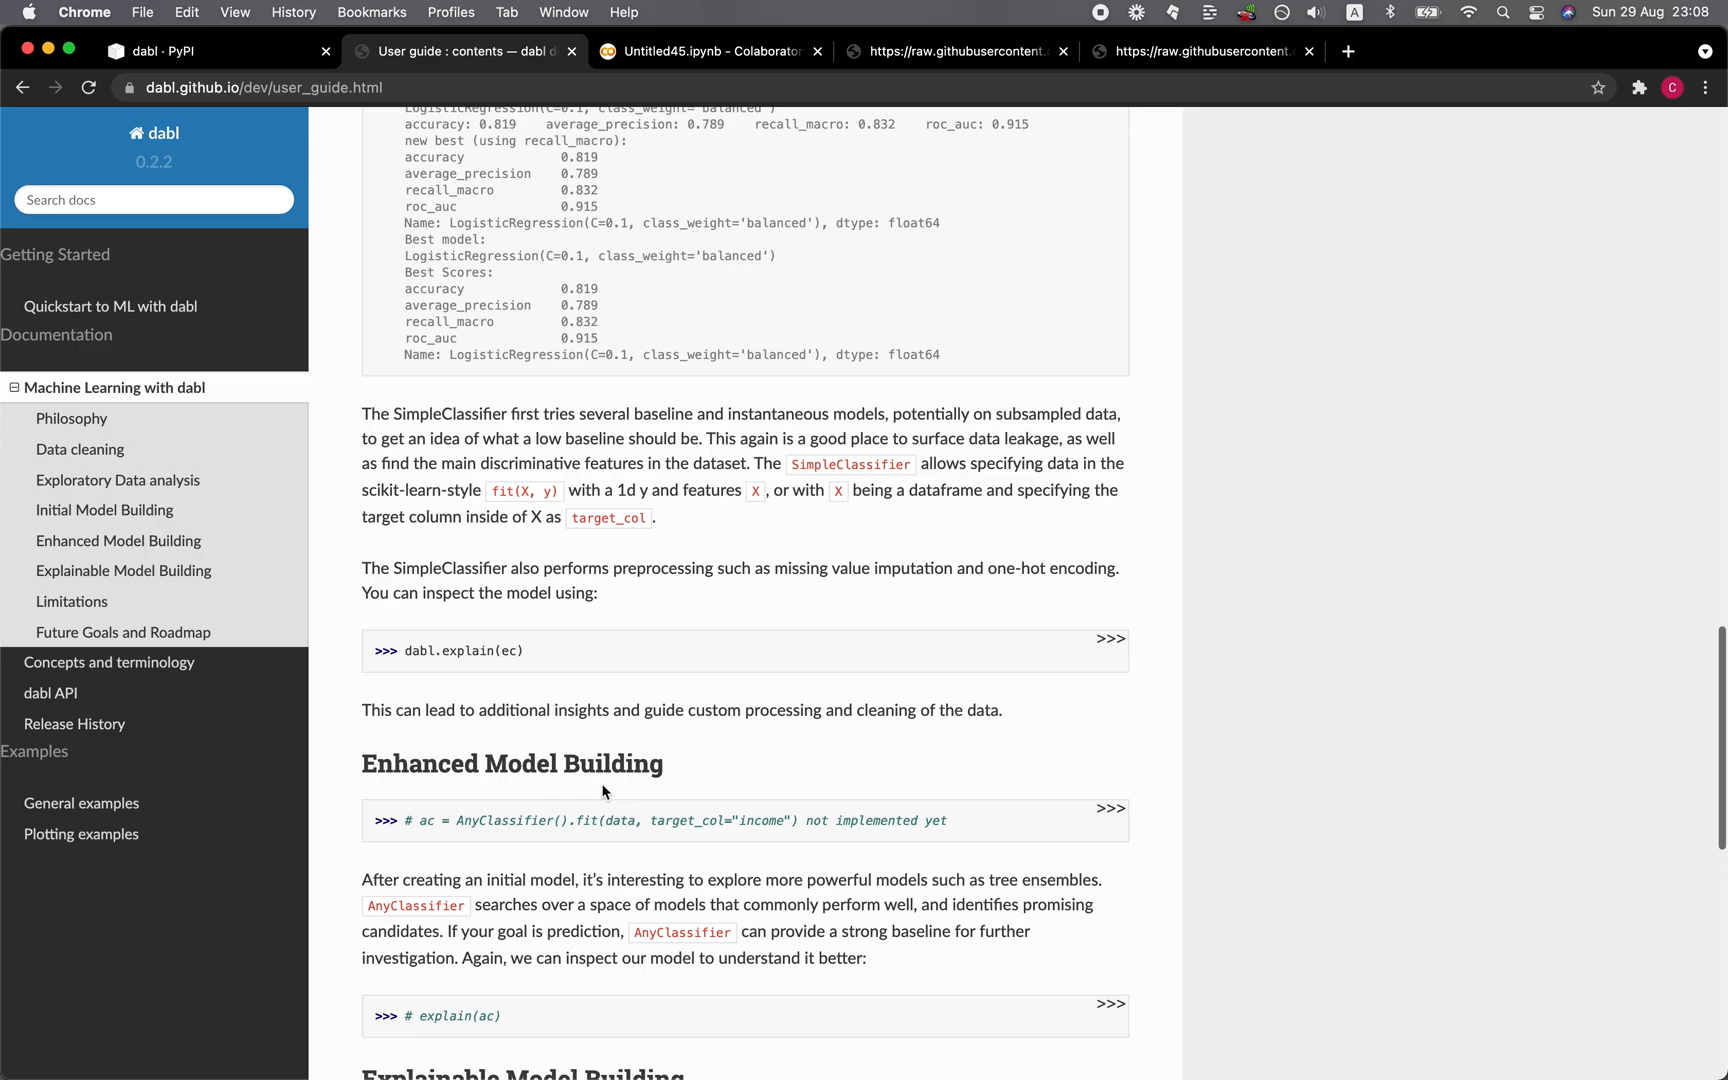 Chrome File Edit View History Bookmarks Profiles Tab Window Help A Sun 29 Aug 23:08
dabl · PyPI
User guide : contents — dabl d
Untitled45.ipynb - Colaborator
https://raw.githubusercontent.
https://raw.githubusercontent.
dabl.github.io/dev/user_guide.html
C
dabl
0.2.2
Search docs
Getting Started
Quickstart to ML with dabl
Documentation
Machine Learning with dabl
Philosophy
Data cleaning
Exploratory Data analysis
Initial Model Building
Enhanced Model Building
Explainable Model Building
Limitations
Future Goals and Roadmap
Concepts and terminology
dabl API
Release History
Examples
General examples
Plotting examples
LogisticRegression(C=0.1, class_weight='balanced')
accuracy: 0.819 average_precision: 0.789 recall_macro: 0.832 roc_auc: 0.915
new best (using recall_macro):
accuracy 0.819
average_precision 0.789
recall_macro 0.832
roc_auc 0.915
Name: LogisticRegression(C=0.1, class_weight='balanced'), dtype: float64
Best model:
LogisticRegression(C=0.1, class_weight='balanced')
Best Scores:
accuracy 0.819
average_precision 0.789
recall_macro 0.832
roc_auc 0.915
Name: LogisticRegression(C=0.1, class_weight='balanced'), dtype: float64
The SimpleClassifier first tries several baseline and instantaneous models, potentially on subsampled data,
to get an idea of what a low baseline should be. This again is a good place to surface data leakage, as well
as find the main discriminative features in the dataset. The SimpleClassifier allows specifying data in the
scikit-learn-style fit(X, y) with a 1d y and features X , or with X being a dataframe and specifying the
target column inside of X as target_col .
The SimpleClassifier also performs preprocessing such as missing value imputation and one-hot encoding.
You can inspect the model using:
>>>
>>> dabl.explain(ec)
This can lead to additional insights and guide custom processing and cleaning of the data.
Enhanced Model Building
>>>
>>> # ac = AnyClassifier().fit(data, target_col="income") not implemented yet
After creating an initial model, it's interesting to explore more powerful models such as tree ensembles.
AnyClassifier searches over a space of models that commonly perform well, and identifies promising
candidates. If your goal is prediction, AnyClassifier can provide a strong baseline for further
investigation. Again, we can inspect our model to understand it better:
>>>
>>> # explain(ac)
Explainable Model Building